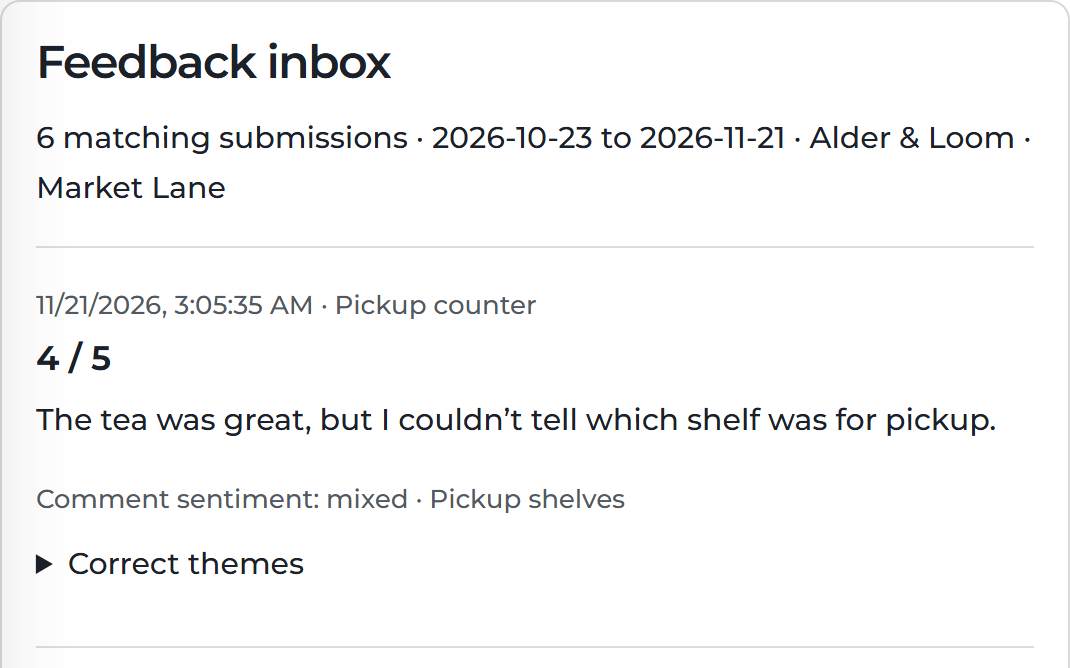 Feedback inbox
6 matching submissions · 2026-10-23 to 2026-11-21 · Alder & Loom ·
Market Lane
11/21/2026, 3:05:35 AM · Pickup counter
4 / 5
The tea was great, but I couldn’t tell which shelf was for pickup.
Comment sentiment: mixed · Pickup shelves
Correct themes